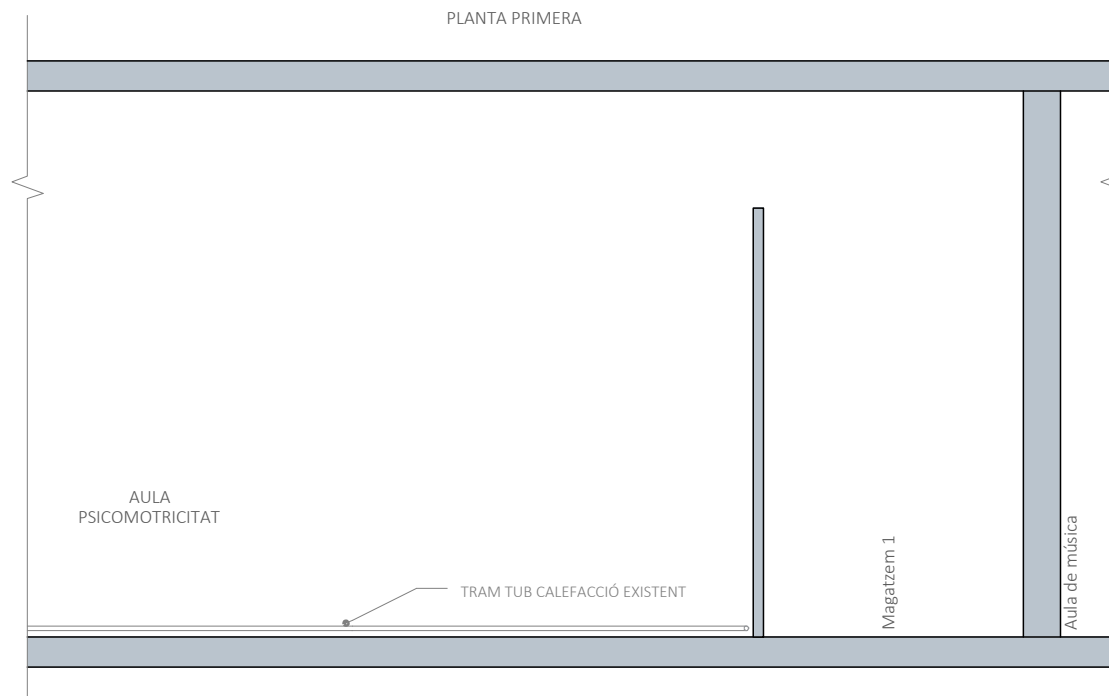 PLANTA PRIMERA
AULA
PSICOMOTRICITAT
TRAM TUB CALEFACCIÓ EXISTENT
Magatzem 1
Aula de música